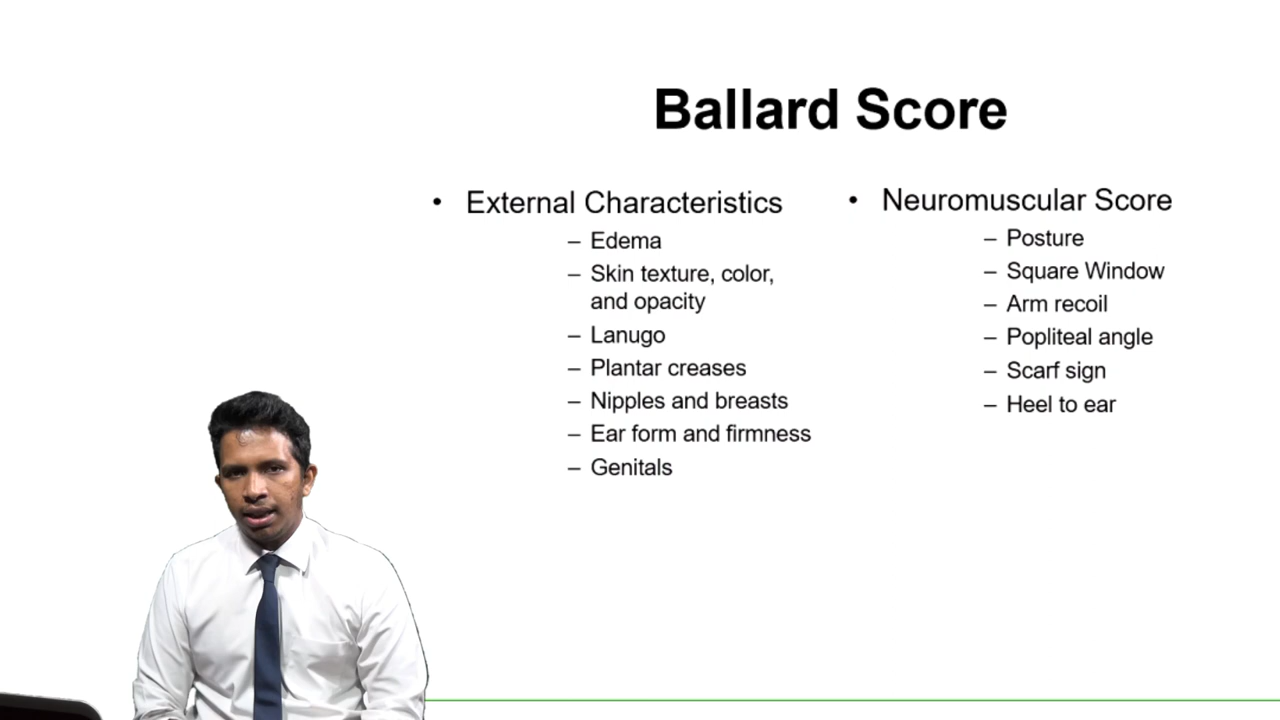 Ballard Score
• External Characteristics
– Edema
– Skin texture, color,
and opacity
– Lanugo
– Plantar creases
– Nipples and breasts
– Ear form and firmness
– Genitals
• Neuromuscular Score
– Posture
– Square Window
– Arm recoil
– Popliteal angle
– Scarf sign
– Heel to ear